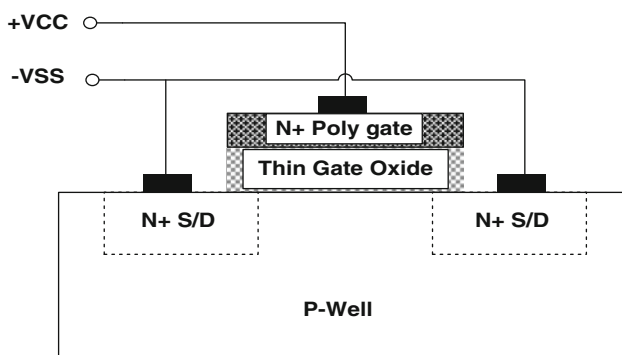 +VCC
-VSS
N+ Poly gate
Thin Gate Oxide
N+ S/D
N+ S/D
P-Well